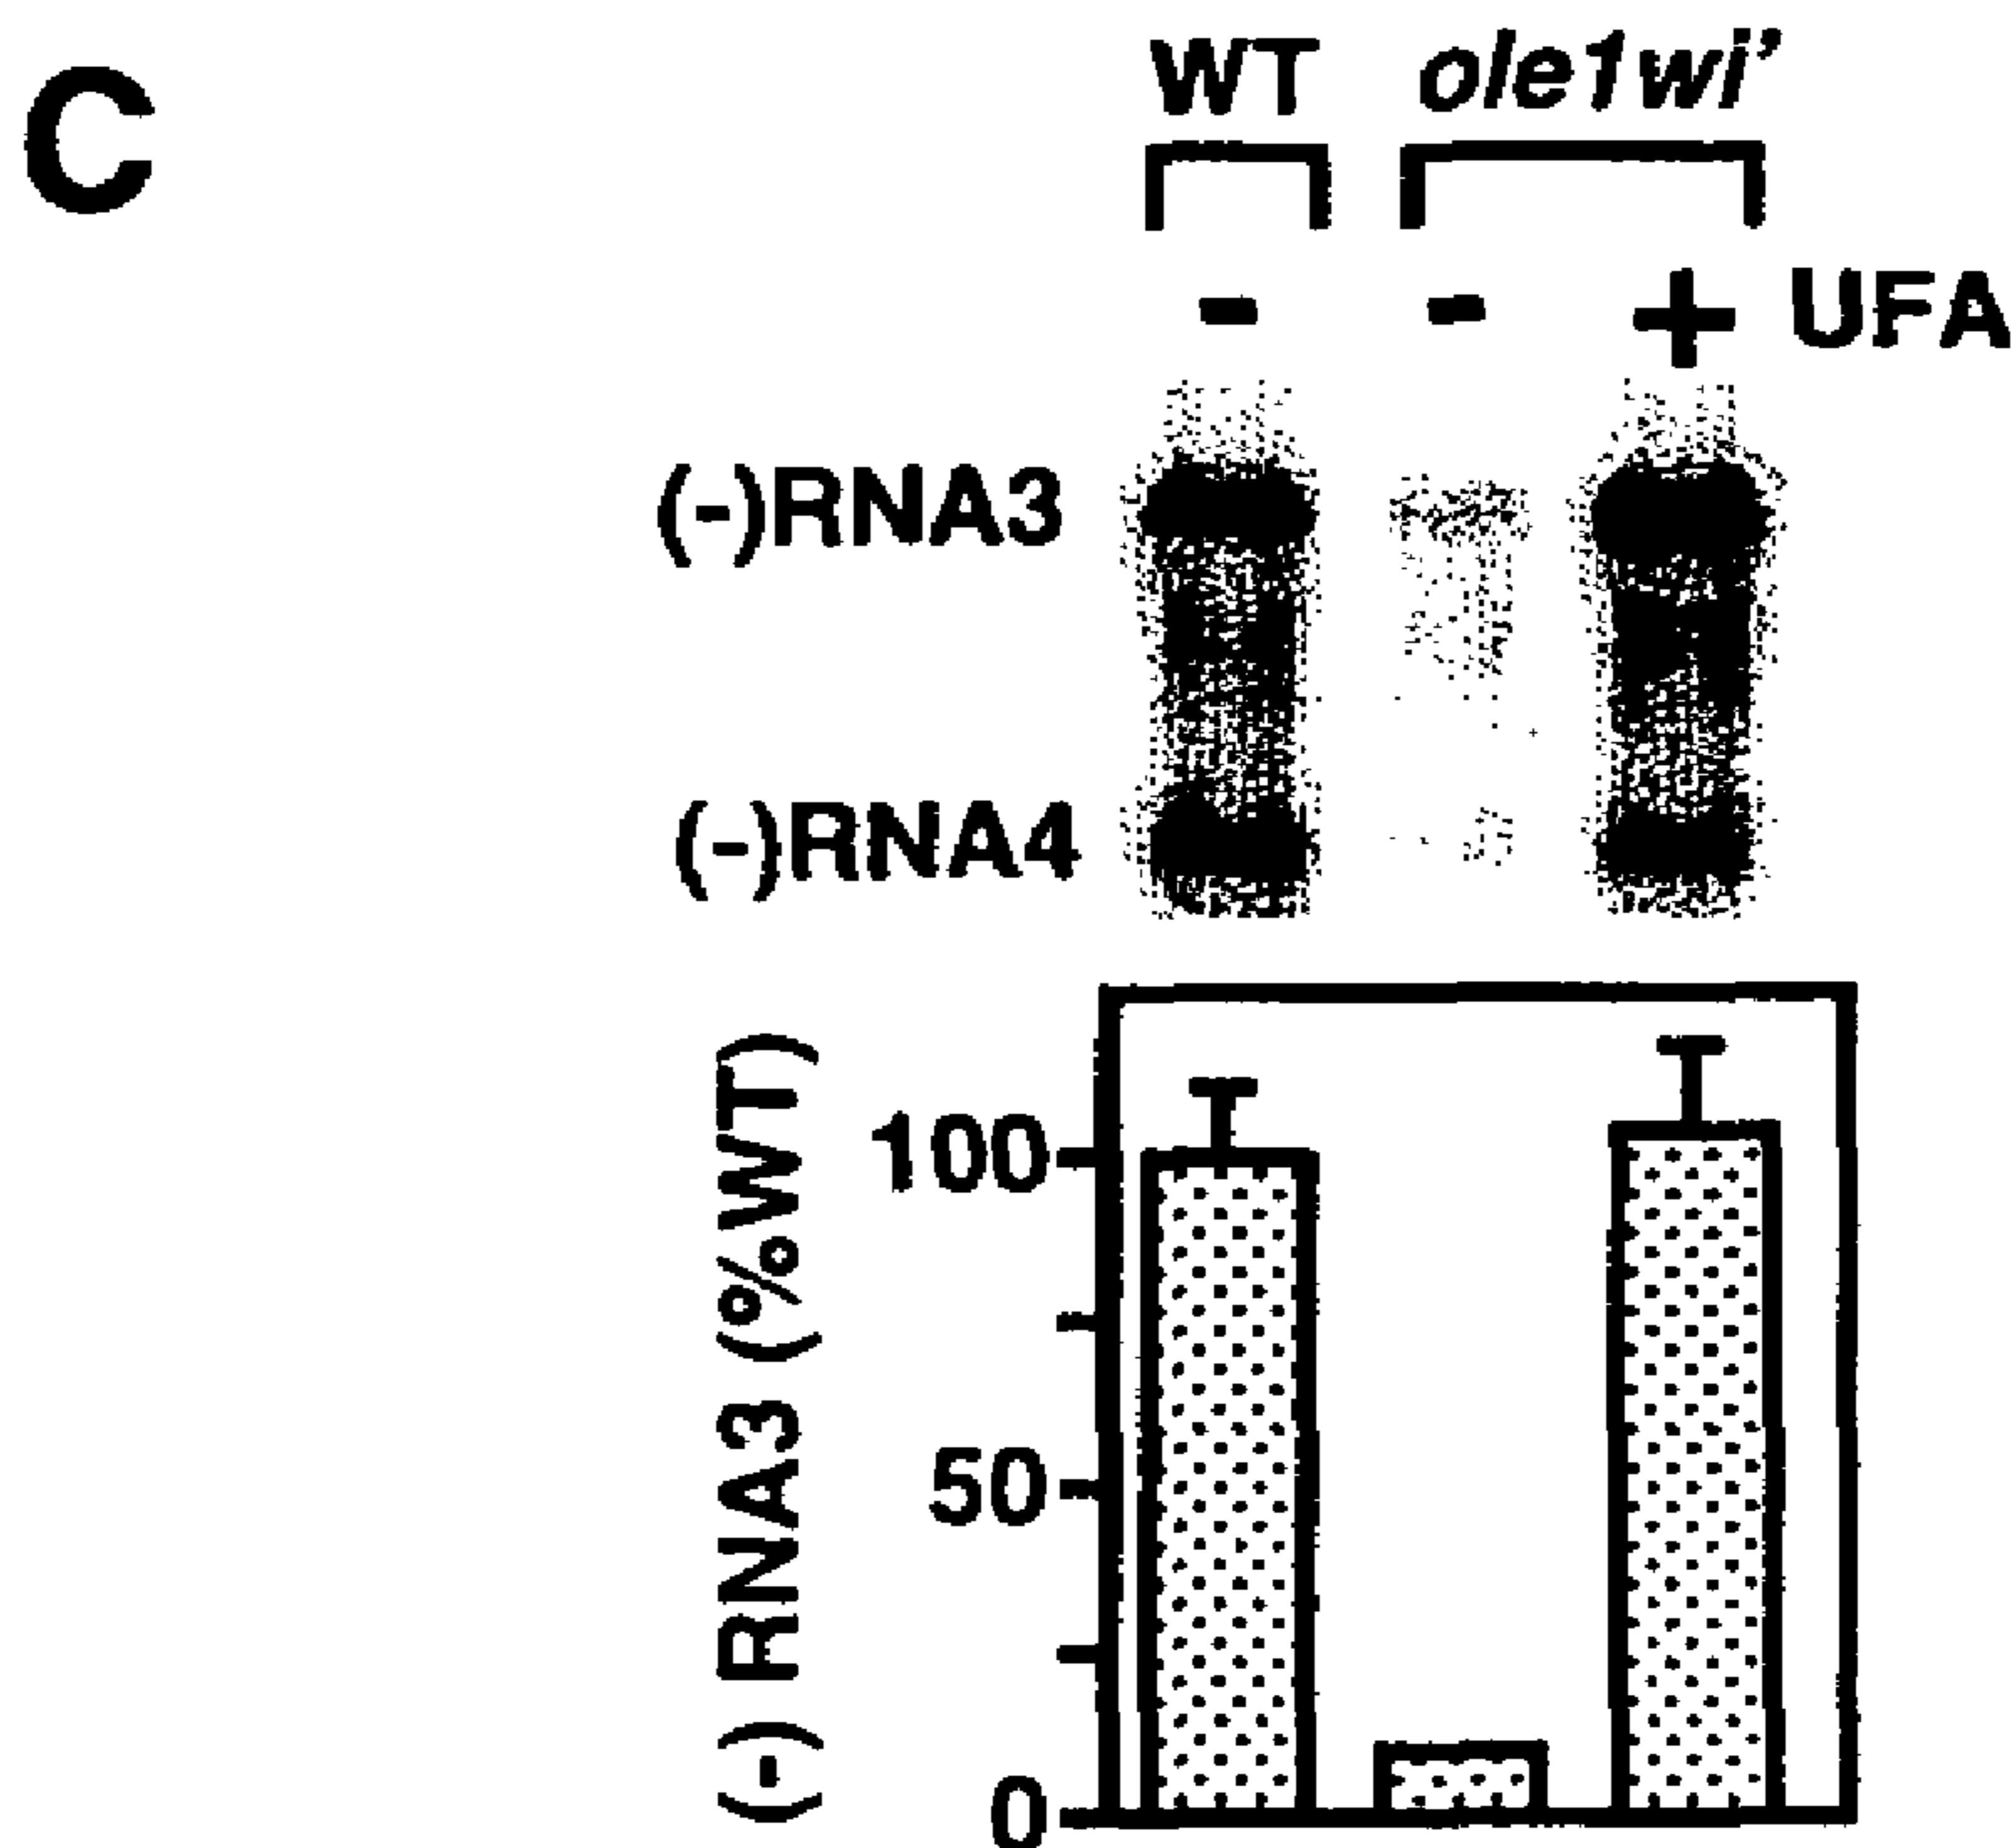 C
WT ole1wi’
- - + UFA
(-)RNA3
(-)RNA4
(-) RNA3 (%WT)
100
50
0